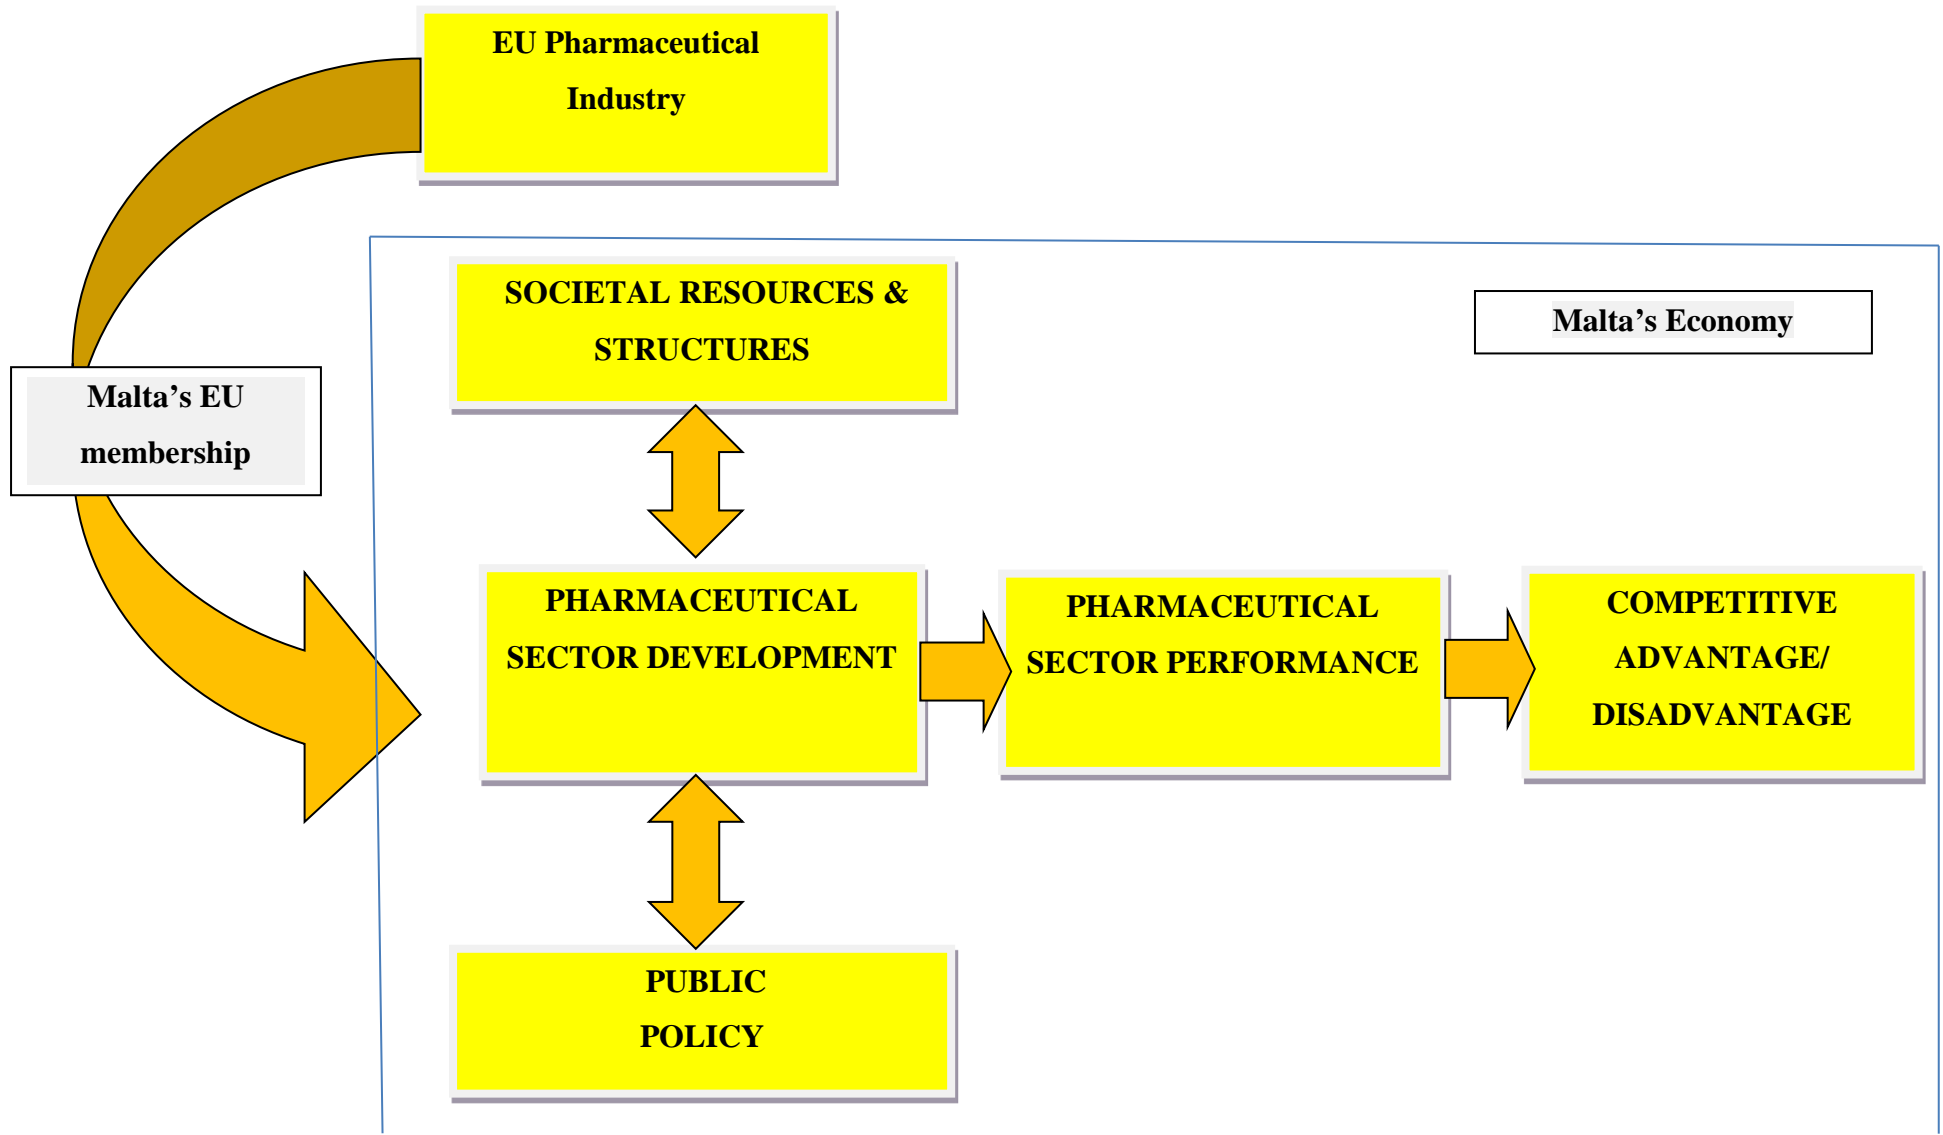 EU Pharmaceutical
Industry
SOCIETAL RESOURCES &
STRUCTURES
Malta’s Economy
Malta’s EU
membership
PHARMACEUTICAL
SECTOR DEVELOPMENT
PHARMACEUTICAL
SECTOR PERFORMANCE
COMPETITIVE
ADVANTAGE/
DISADVANTAGE
PUBLIC
POLICY